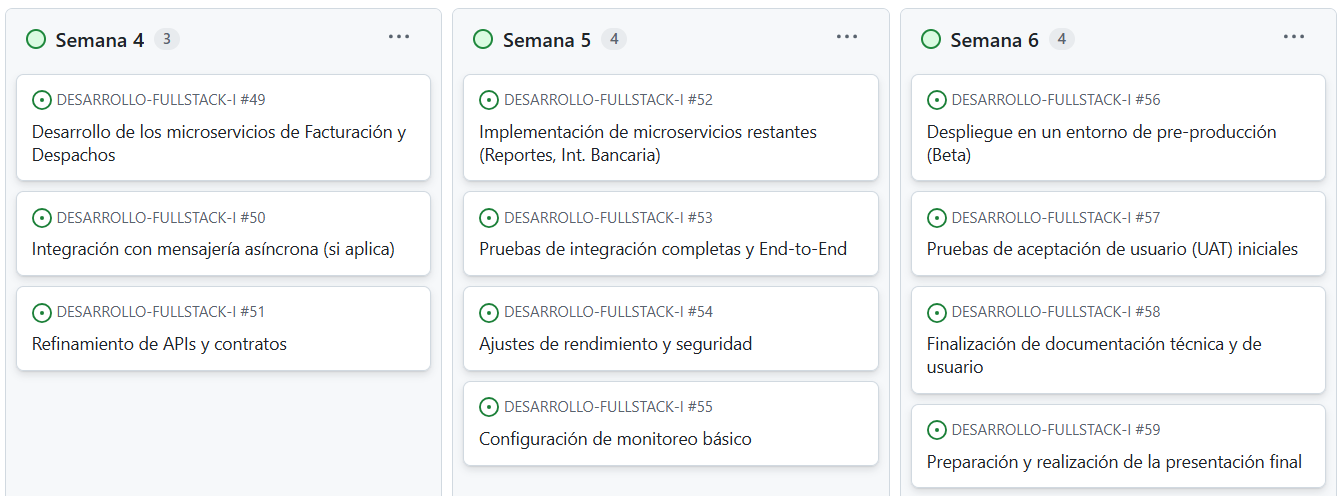 Semana 4 3 ...
DESARROLLO-FULLSTACK-I #49
Desarrollo de los microservicios de Facturación y
Despachos
DESARROLLO-FULLSTACK-I #50
Integración con mensajería asíncrona (si aplica)
DESARROLLO-FULLSTACK-I #51
Refinamiento de APIs y contratos
Semana 5 4 ...
DESARROLLO-FULLSTACK-I #52
Implementación de microservicios restantes
(Reportes, Int. Bancaria)
DESARROLLO-FULLSTACK-I #53
Pruebas de integración completas y End-to-End
DESARROLLO-FULLSTACK-I #54
Ajustes de rendimiento y seguridad
DESARROLLO-FULLSTACK-I #55
Configuración de monitoreo básico
Semana 6 4 ...
DESARROLLO-FULLSTACK-I #56
Despliegue en un entorno de pre-producción
(Beta)
DESARROLLO-FULLSTACK-I #57
Pruebas de aceptación de usuario (UAT) iniciales
DESARROLLO-FULLSTACK-I #58
Finalización de documentación técnica y de
usuario
DESARROLLO-FULLSTACK-I #59
Preparación y realización de la presentación final